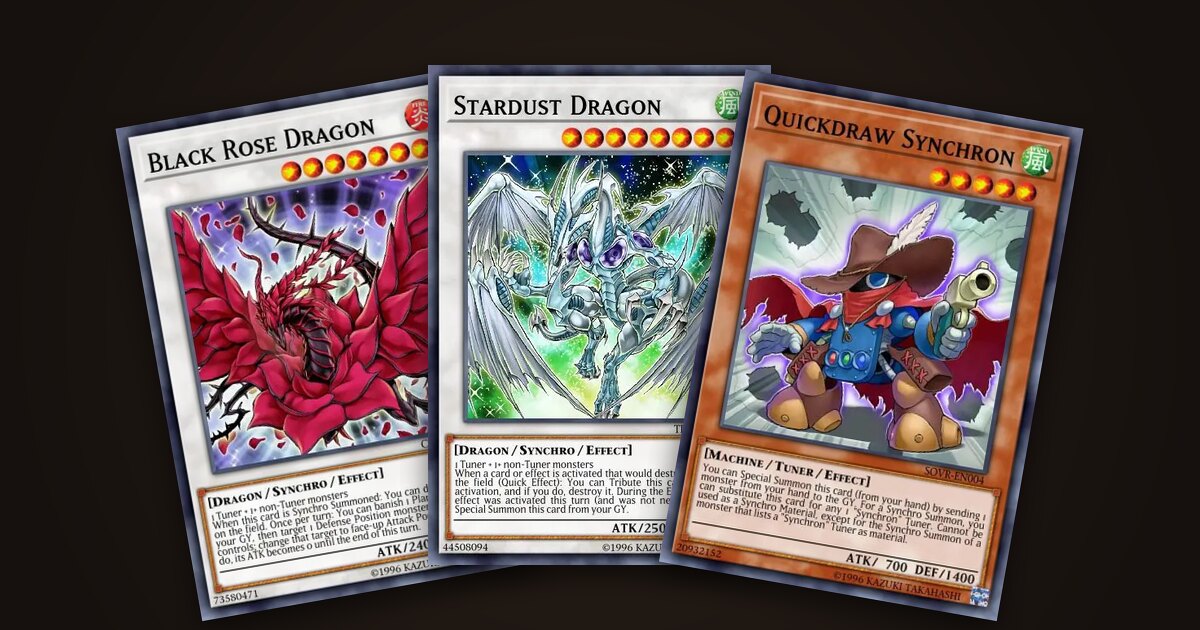 BLACK ROSE DRAGON
FIRE
炎
[DRAGON / SYNCHRO / EFFECT]
1 Tuner + 1+ non-Tuner monsters
When this card is Synchro Summoned: You can d
on the field. Once per turn: You can banish 1 Plan
your GY, then target 1 Defense Position monster
controls; change that target to face-up Attack Po
do, its ATK becomes 0 until the end of this turn.
ATK/240
73580471
©1996 KAZU
STARDUST DRAGON
WIND
風
[DRAGON / SYNCHRO / EFFECT]
1 Tuner + 1+ non-Tuner monsters
When a card or effect is activated that would dest
the field (Quick Effect): You can Tribute this c
activation, and if you do, destroy it. During the E
effect was activated this turn (and was not ne
Special Summon this card from your GY.
ATK/250
44508094
©1996 KAZU
QUICKDRAW SYNCHRON
WIND
風
SOVR-EN004
[MACHINE / TUNER / EFFECT]
You can Special Summon this card (from your hand) by sending 1
monster from your hand to the GY. For a Synchro Summon, you
can substitute this card for any 1 "Synchron" Tuner. Cannot be
used as a Synchro Material, except for the Synchro Summon of a
monster that lists a "Synchron" Tuner as material.
ATK/ 700 DEF/1400
20932152
©1996 KAZUKI TAKAHASHI